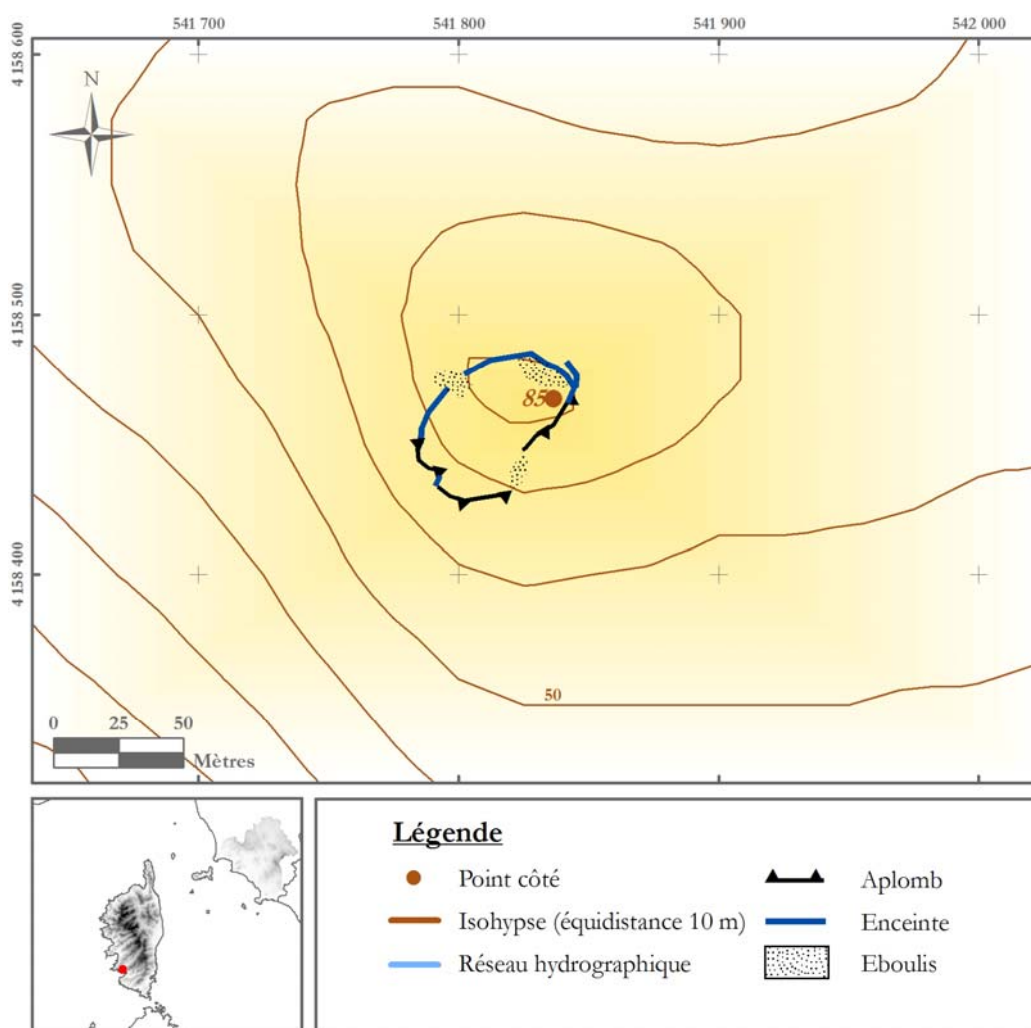 541 700 541 800 541 900 542 000
4 158 600
N
4 158 500
85
4 158 400
50
0 25 50
Mètres
Légende
Point côté
Isohypse (équidistance 10 m)
Réseau hydrographique
Aplomb
Enceinte
Eboulis